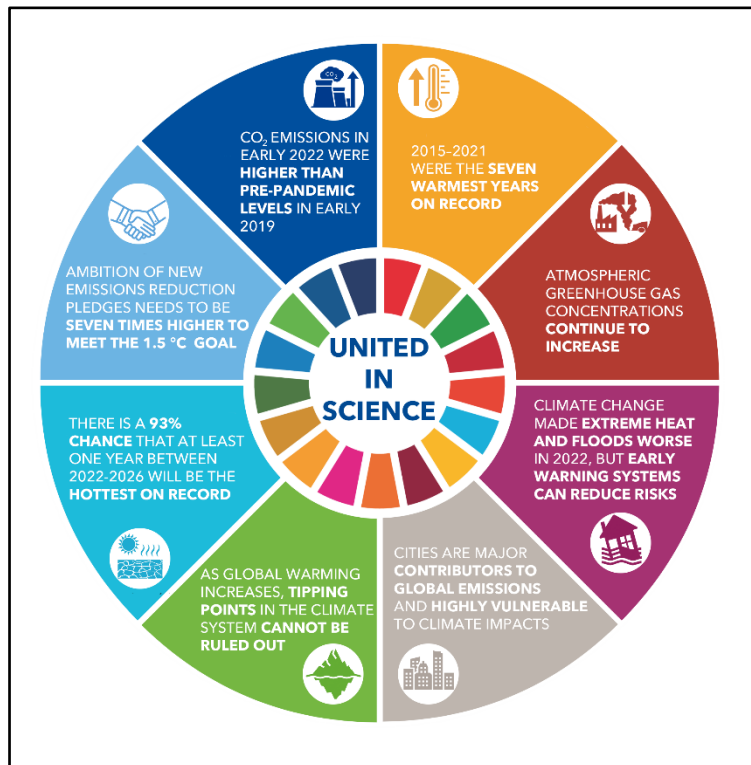 CO₂
CO₂ EMISSIONS IN
EARLY 2022 WERE
HIGHER THAN
PRE-PANDEMIC
LEVELS IN EARLY
2019
2015–2021
WERE THE SEVEN
WARMEST YEARS
ON RECORD
ATMOSPHERIC
GREENHOUSE GAS
CONCENTRATIONS
CONTINUE TO
INCREASE
CLIMATE CHANGE
MADE EXTREME HEAT
AND FLOODS WORSE
IN 2022, BUT EARLY
WARNING SYSTEMS
CAN REDUCE RISKS
CITIES ARE MAJOR
CONTRIBUTORS TO
GLOBAL EMISSIONS
AND HIGHLY VULNERABLE
TO CLIMATE IMPACTS
AS GLOBAL WARMING
INCREASES, TIPPING
POINTS IN THE CLIMATE
SYSTEM CANNOT BE
RULED OUT
THERE IS A 93%
CHANCE THAT AT LEAST
ONE YEAR BETWEEN
2022-2026 WILL BE THE
HOTTEST ON RECORD
AMBITION OF NEW
EMISSIONS REDUCTION
PLEDGES NEEDS TO BE
SEVEN TIMES HIGHER TO
MEET THE 1.5 °C GOAL
UNITED
IN
SCIENCE